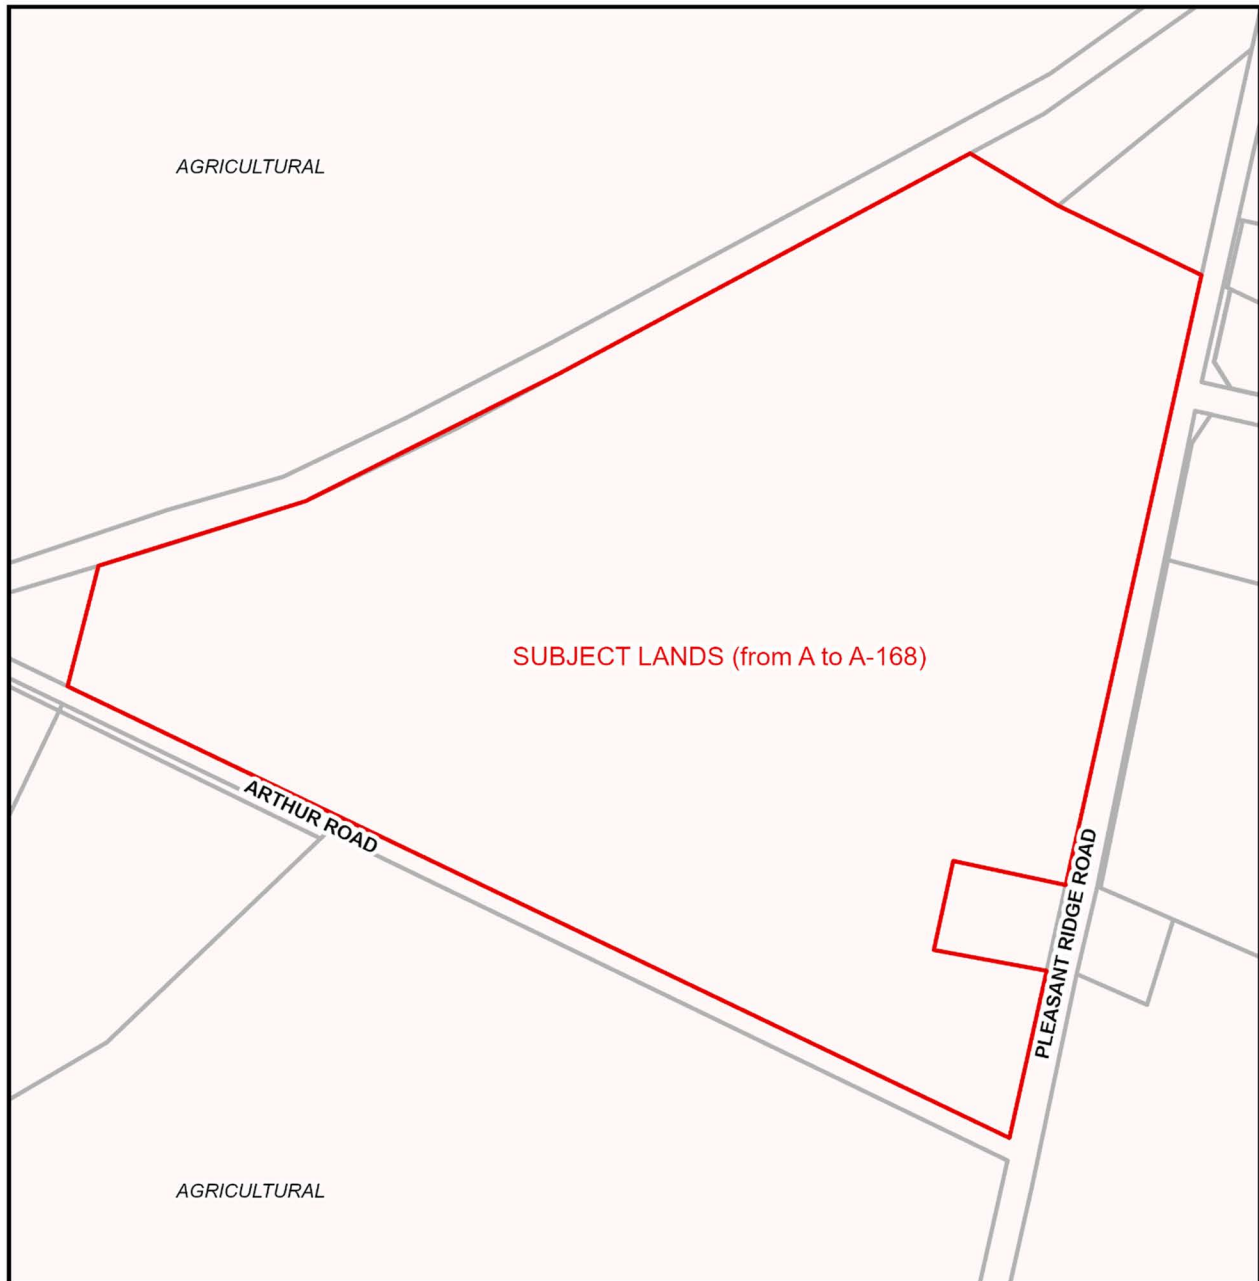 AGRICULTURAL
SUBJECT LANDS (from A to A-168)
ARTHUR ROAD
PLEASANT RIDGE ROAD
AGRICULTURAL